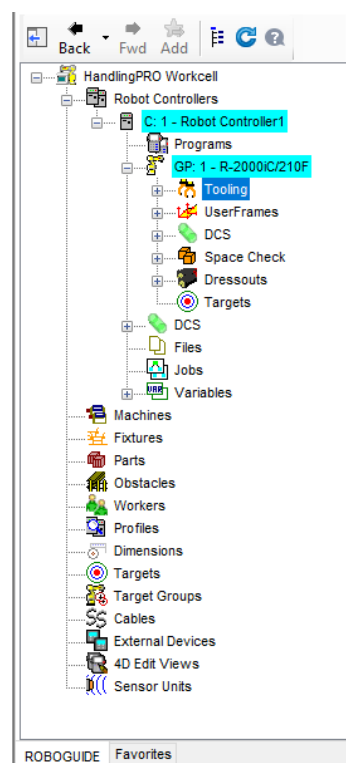 Back Fwd Add
HandlingPRO Workcell
Robot Controllers
C: 1 - Robot Controller1
Programs
GP: 1 - R-2000iC/210F
Tooling
UserFrames
DCS
Space Check
Dressouts
Targets
DCS
Files
Jobs
Variables
Machines
Fixtures
Parts
Obstacles
Workers
Profiles
Dimensions
Targets
Target Groups
Cables
External Devices
4D Edit Views
Sensor Units
ROBOGUIDE Favorites